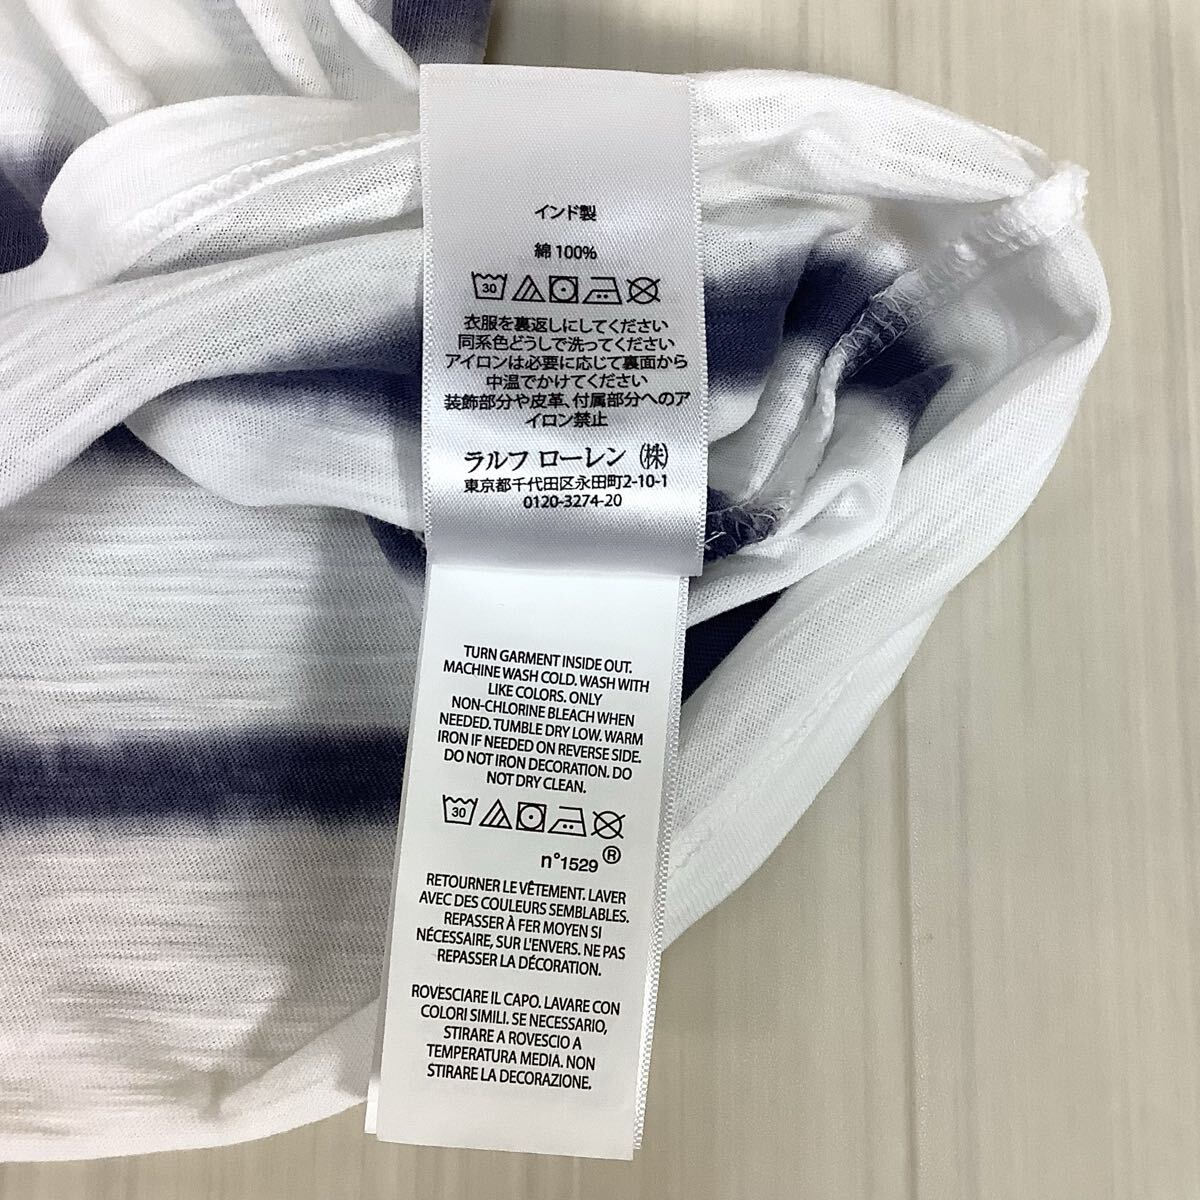 インド製
綿 100%
30
衣服を裏返しにしてください
同系色どうしで洗ってください
アイロンは必要に応じて裏面から
中温でかけてください
装飾部分や皮革、付属部分へのア
イロン禁止
ラルフ ローレン ㈱
東京都千代田区永田町2-10-1
0120-3274-20
TURN GARMENT INSIDE OUT.
MACHINE WASH COLD. WASH WITH
LIKE COLORS. ONLY
NON-CHLORINE BLEACH WHEN
NEEDED. TUMBLE DRY LOW. WARM
IRON IF NEEDED ON REVERSE SIDE.
DO NOT IRON DECORATION. DO
NOT DRY CLEAN.
30
n°1529 ®
RETOURNER LE VÊTEMENT. LAVER
AVEC DES COULEURS SEMBLABLES.
REPASSER À FER MOYEN SI
NÉCESSAIRE, SUR L'ENVERS. NE PAS
REPASSER LA DÉCORATION.
ROVESCIARE IL CAPO. LAVARE CON
COLORI SIMILI. SE NECESSARIO,
STIRARE A ROVESCIO A
TEMPERATURA MEDIA. NON
STIRARE LA DECORAZIONE.